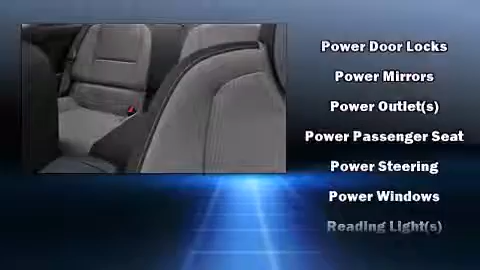 Power Door Locks
Power Mirrors
Power Outlet(s)
Power Passenger Seat
Power Steering
Power Windows
Reading Light(s)